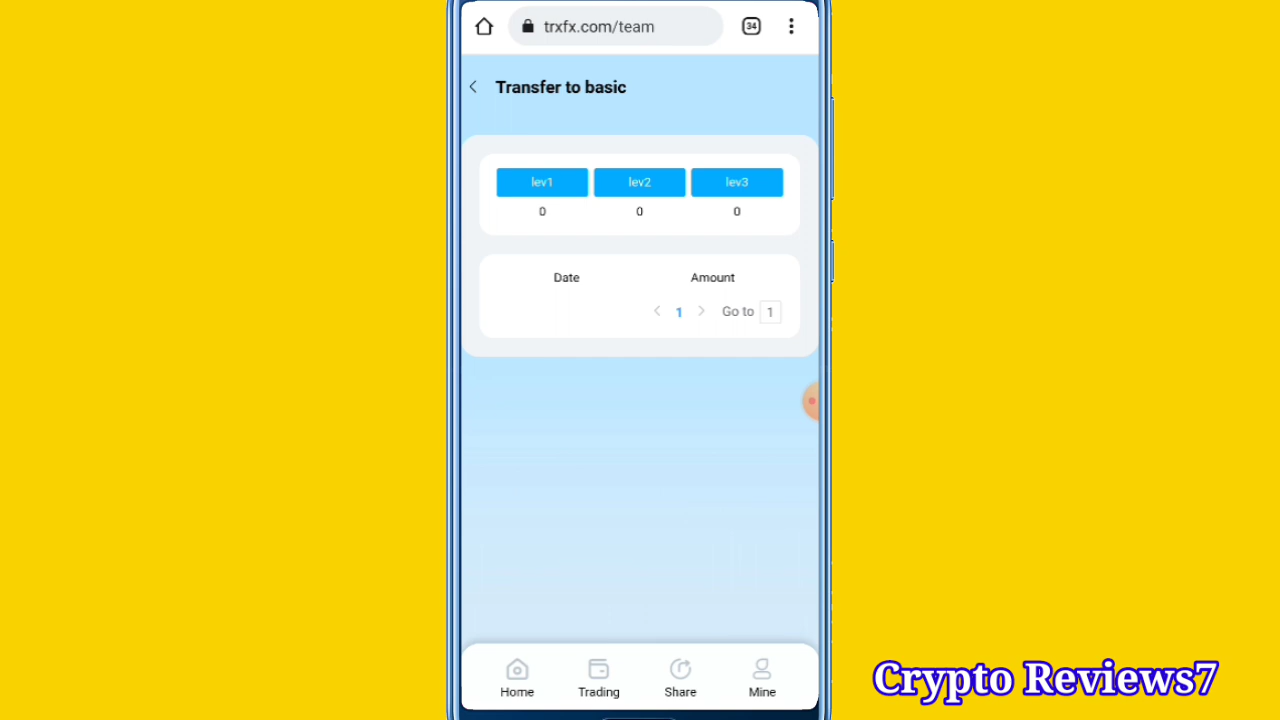 trxfx.com/team
34
Transfer to basic
lev1 lev2 lev3
0 0 0
Date Amount
1 Go to 1
Home Trading Share Mine
Crypto Reviews7